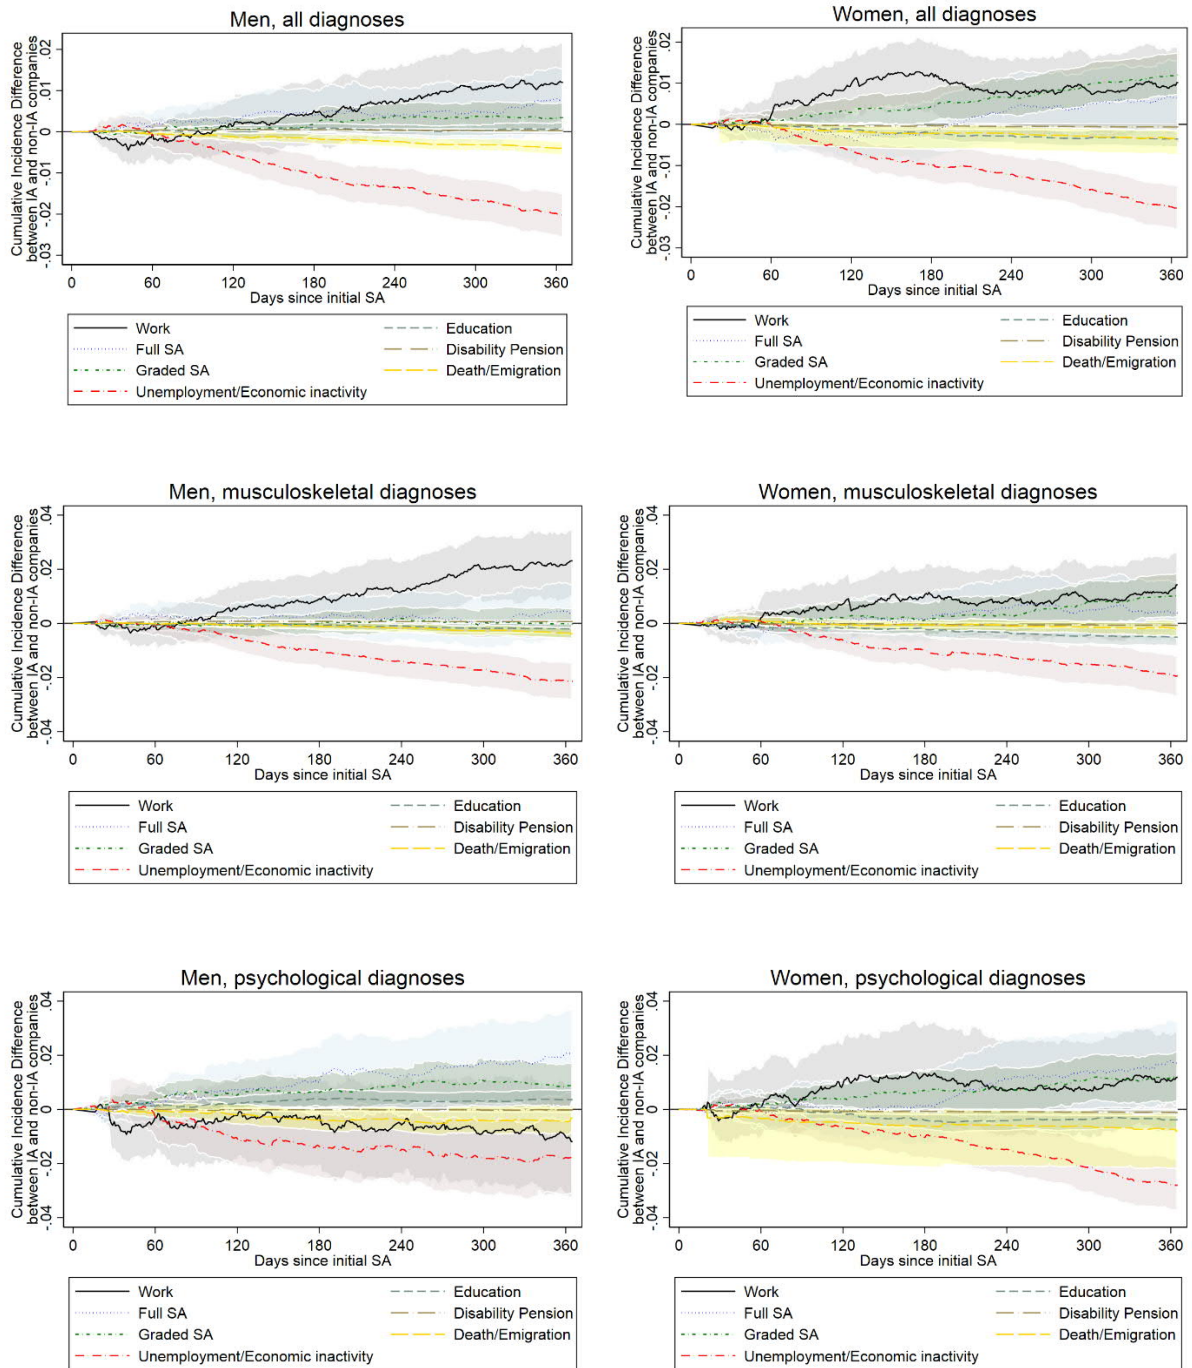 Men, all diagnoses
Cumulative Incidence Difference
between IA and non-IA companies
.02
.01
0
-.01
-.02
-.03
0 60 120 180 240 300 360
Days since initial SA
Work Education
Full SA Disability Pension
Graded SA Death/Emigration
Unemployment/Economic inactivity
Women, all diagnoses
Cumulative Incidence Difference
between IA and non-IA companies
.02
.01
0
-.01
-.02
-.03
0 60 120 180 240 300 360
Days since initial SA
Work Education
Full SA Disability Pension
Graded SA Death/Emigration
Unemployment/Economic inactivity
Men, musculoskeletal diagnoses
Cumulative Incidence Difference
between IA and non-IA companies
.04
.02
0
-.02
-.04
0 60 120 180 240 300 360
Days since initial SA
Work Education
Full SA Disability Pension
Graded SA Death/Emigration
Unemployment/Economic inactivity
Women, musculoskeletal diagnoses
Cumulative Incidence Difference
between IA and non-IA companies
.04
.02
0
-.02
-.04
0 60 120 180 240 300 360
Days since initial SA
Work Education
Full SA Disability Pension
Graded SA Death/Emigration
Unemployment/Economic inactivity
Men, psychological diagnoses
Cumulative Incidence Difference
between IA and non-IA companies
.04
.02
0
-.02
-.04
0 60 120 180 240 300 360
Days since initial SA
Work Education
Full SA Disability Pension
Graded SA Death/Emigration
Unemployment/Economic inactivity
Women, psychological diagnoses
Cumulative Incidence Difference
between IA and non-IA companies
.04
.02
0
-.02
-.04
0 60 120 180 240 300 360
Days since initial SA
Work Education
Full SA Disability Pension
Graded SA Death/Emigration
Unemployment/Economic inactivity